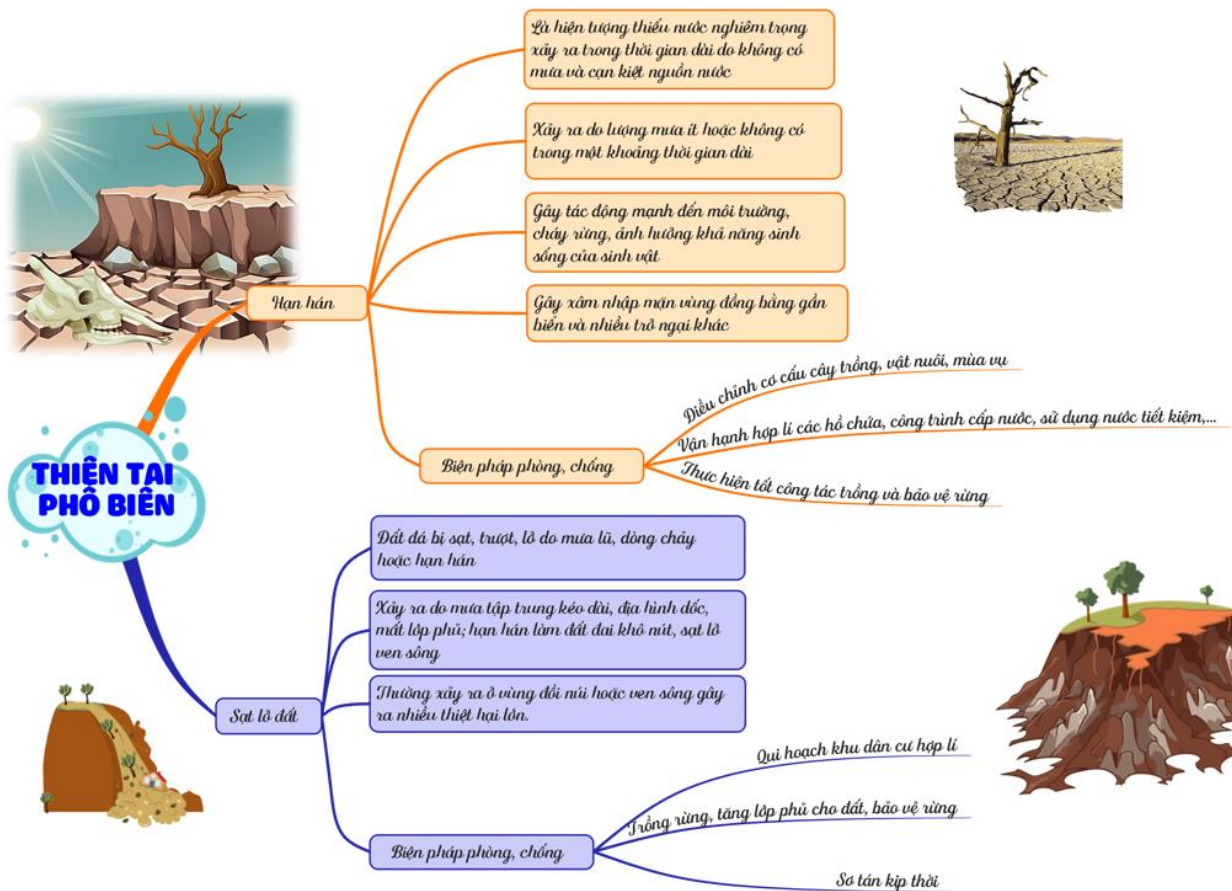 Là hiện tượng thiếu nước nghiêm trọng
xảy ra trong thời gian dài do không có
mưa và cạn kiệt nguồn nước
Xảy ra do lượng mưa ít hoặc không có
trong một khoảng thời gian dài
Gây tác động mạnh đến môi trường,
cháy rừng, ảnh hưởng khả năng sinh
sống của sinh vật
Hạn hán
Gây xâm nhập mặn vùng đồng bằng gần
biển và nhiều trở ngại khác
Điều chỉnh cơ cấu cây trồng, vật nuôi, mùa vụ
Vận hạnh hợp lí các hồ chứa, công trình cấp nước, sử dụng nước tiết kiệm,...
Biện pháp phòng, chống
Thực hiện tốt công tác trồng và bảo vệ rừng
THIÊN TAI
PHỔ BIẾN
Đất đá bị sạt, trượt, lở do mưa lũ, dòng chảy
hoặc hạn hán
Xảy ra do mưa tập trung kéo dài, địa hình dốc,
mất lớp phủ; hạn hán làm đất đai khô nứt, sạt lở
ven sông
Thường xảy ra ở vùng đồi núi hoặc ven sông gây
ra nhiều thiệt hại lớn.
Sạt lở đất
Qui hoạch khu dân cư hợp lí
Trồng rừng, tăng lớp phủ cho đất, bảo vệ rừng
Biện pháp phòng, chống
Sơ tán kịp thời